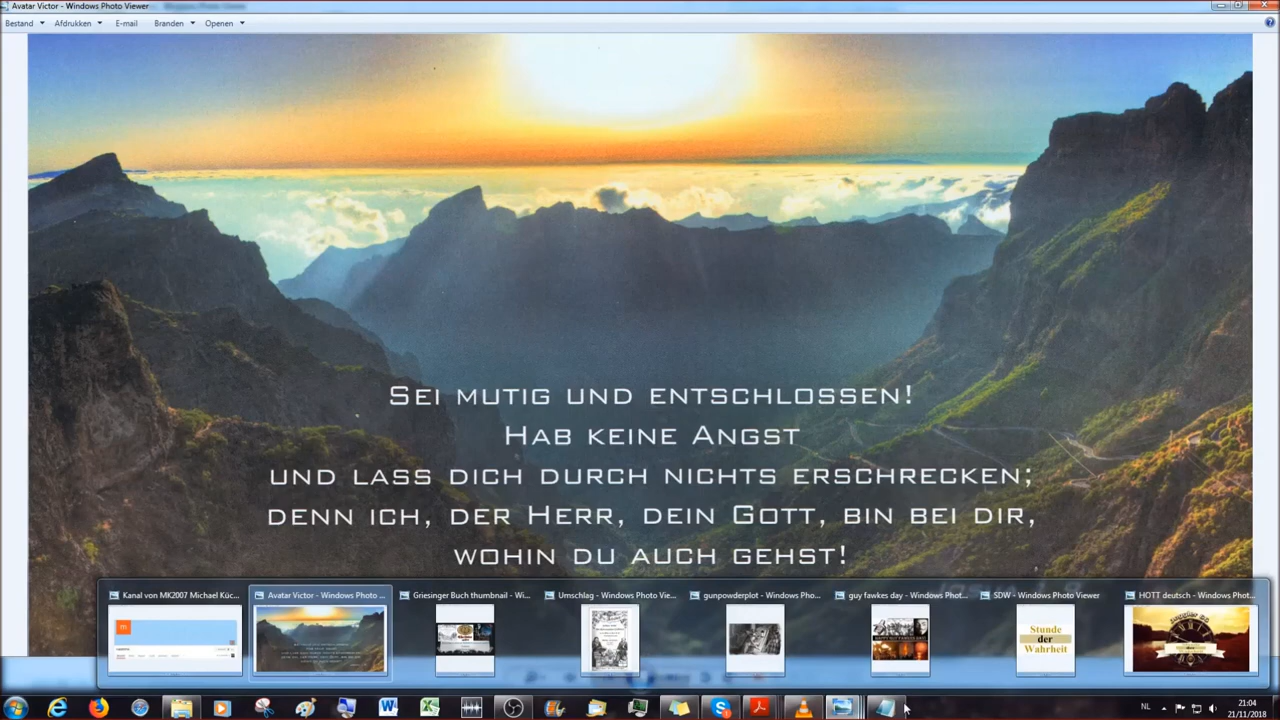 Avatar Victor - Windows Photo Viewer
Bestand Afdrukken E-mail Branden Openen
Sei mutig und entschlossen!
Hab keine Angst
und lass dich durch nichts erschrecken;
denn ich, der Herr, dein Gott, bin bei dir,
wohin du auch gehst!
Kanal von MK2007 Michael Küc... Avatar Victor - Windows Photo ... Griesinger Buch thumbnail - Wi... Umschlag - Windows Photo Vie... gunpowderplot - Windows Pho... guy fawkes day - Windows Phot... SDW - Windows Photo Viewer HOTT deutsch - Windows Phot...
Stunde
der
Wahrheit
NL 21:04
21/11/2018